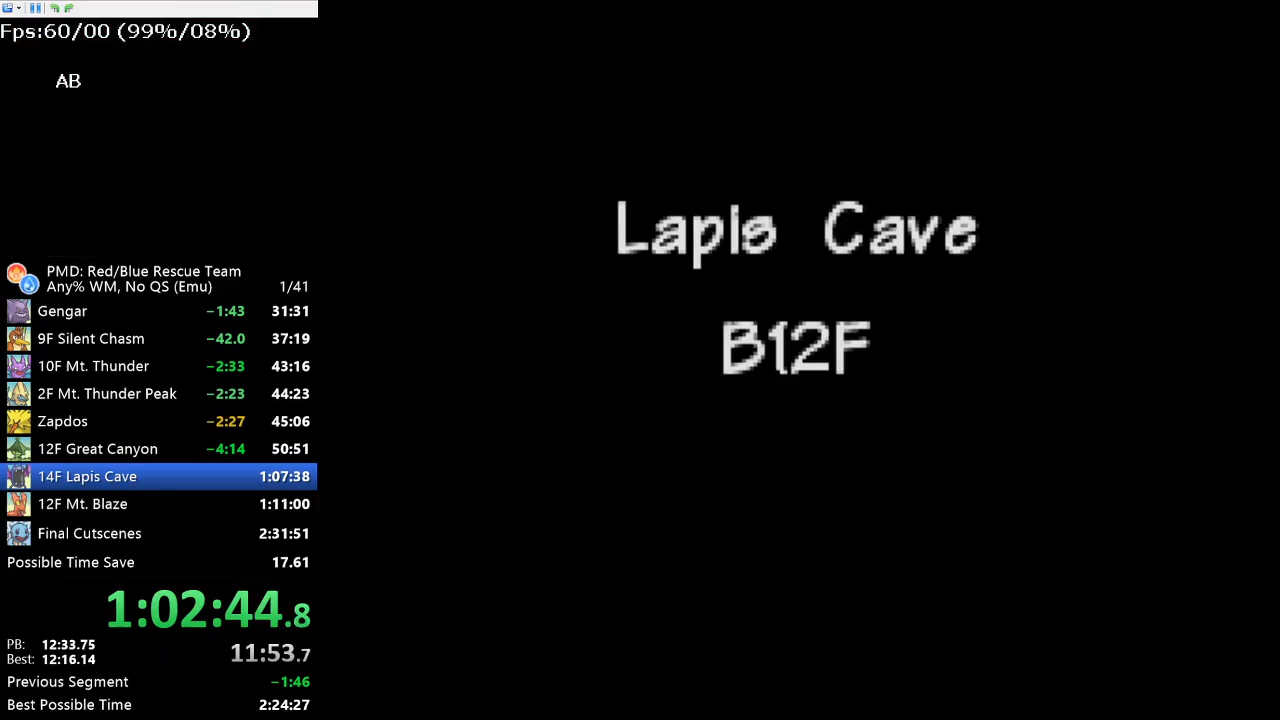 Fps:60/00 (99%/08%)
AB
Lapis Cave
B12F
PMD: Red/Blue Rescue Team
Any% WM, No QS (Emu) 1/41
Gengar −1:43 31:31
9F Silent Chasm −42.0 37:19
10F Mt. Thunder −2:33 43:16
2F Mt. Thunder Peak −2:23 44:23
Zapdos −2:27 45:06
12F Great Canyon −4:14 50:51
14F Lapis Cave 1:07:38
12F Mt. Blaze 1:11:00
Final Cutscenes 2:31:51
Possible Time Save 17.61
1:02:44.8
PB: 12:33.75
Best: 12:16.14
11:53.7
Previous Segment −1:46
Best Possible Time 2:24:27